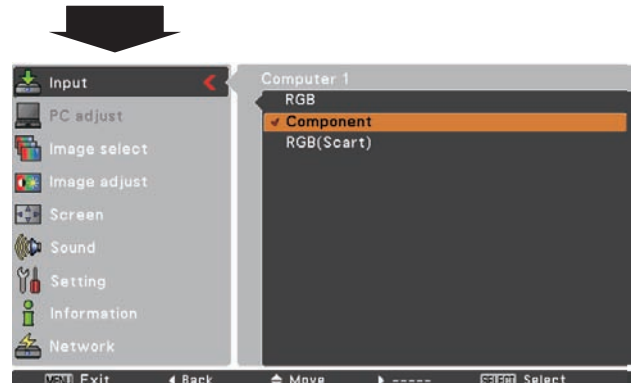 Input
PC adjust
Image select
Image adjust
Screen
Sound
Setting
Information
Network
Computer 1
RGB
Component
RGB(Scart)
MENU Exit ◀ Back ◆ Move ▶ ----- SELECT Select